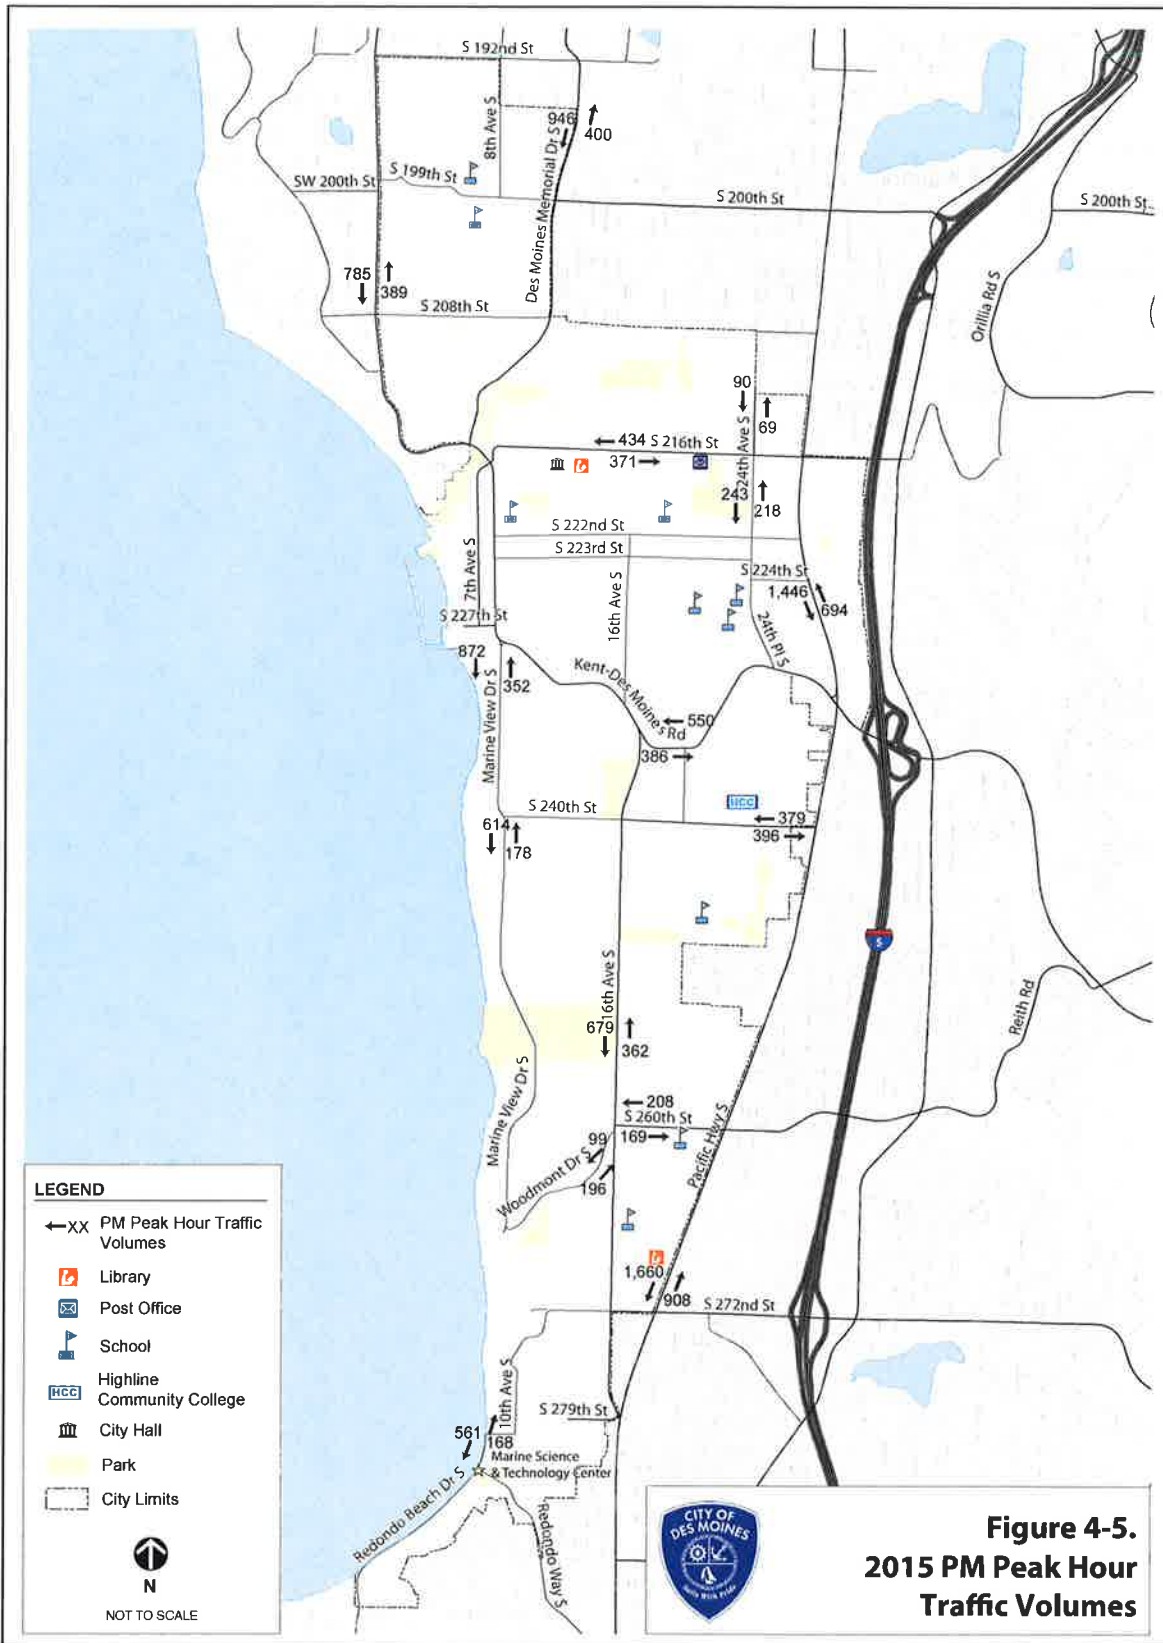 S 192nd St
8th Ave S
946
400
Des Moines Memorial Dr S
S 199th St
SW 200th St
S 200th St
S 200th St
785
389
S 208th St
Orillia Rd S
90
69
24th Ave S
434
S 216th St
371
243
218
S 222nd St
S 223rd St
7th Ave S
16th Ave S
S 224th St
1,446
694
S 227th St
24th Pl S
872
352
Marine View Dr S
Kent-Des Moines Rd
550
386
HCC
S 240th St
379
396
614
178
5
Reith Rd
16th Ave S
679
362
Marine View Dr S
208
S 260th St
99
169
Woodmont Dr S
196
Pacific Hwy S
1,660
908
S 272nd St
10th Ave S
S 279th St
561
168
Marine Science
& Technology Center
Redondo Beach Dr S
Redondo Way S
LEGEND
XX PM Peak Hour Traffic
Volumes
Library
Post Office
School
HCC
Highline
Community College
City Hall
Park
City Limits
N
NOT TO SCALE
CITY OF
DES MOINES
Figure 4-5.
2015 PM Peak Hour
Traffic Volumes